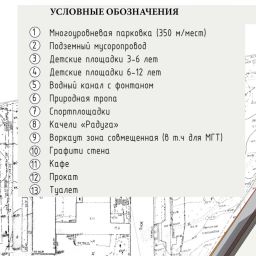 УСЛОВНЫЕ ОБОЗНАЧЕНИЯ
1 Многоуровневая парковка (350 м/мест)
2 Подземный мусоропровод
3 Детские площадки 3-6 лет
4 Детские площадки 6-12 лет
5 Водный канал с фонтаном
6 Природная тропа
7 Спортплощадки
8 Качели «Радуга»
9 Воркаут зона совмещенная (в т.ч для МГТ)
10 Графити стена
11 Кафе
12 Прокат
13 Туалет